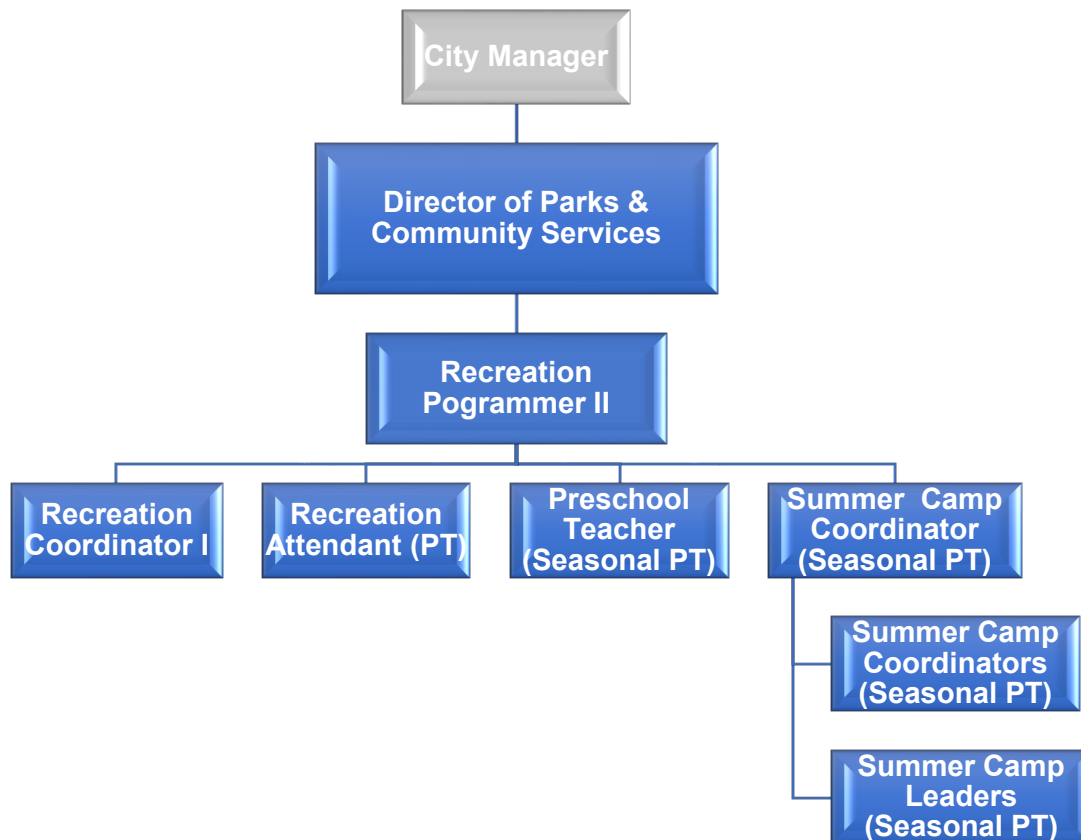 City Manager
Director of Parks &
Community Services
Recreation
Pogrammer II
Recreation
Coordinator I
Recreation
Attendant (PT)
Preschool
Teacher
(Seasonal PT)
Summer  Camp
Coordinator
(Seasonal PT)
Summer Camp
Coordinators
(Seasonal PT)
Summer Camp
Leaders
(Seasonal PT)